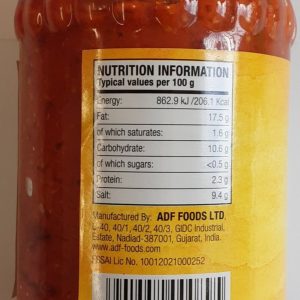 NUTRITION INFORMATION
Typical values per 100 g
Energy: 862.9 kJ /206.1 Kcal
Fat: 17.5 g
of which saturates: 1.6 g
Carbohydrate: 10.6 g
of which sugars: <0.5 g
Protein: 2.3 g
Salt: 9.4 g
Manufactured By: ADF FOODS LTD.
40/1, 40/2, 40/3, GIDC Industrial
Estate, Nadiad-387001, Gujarat, India.
www.adf-foods.com
FSSAI Lic No. 10012021000252